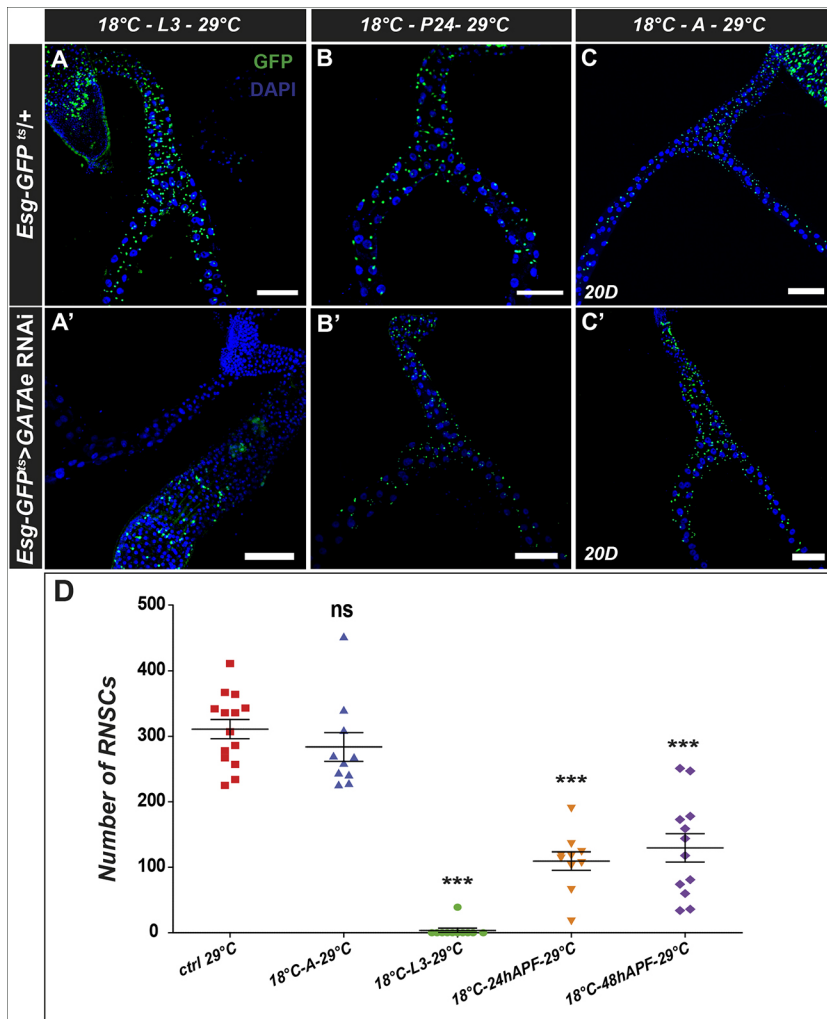 18°C - L3 - 29°C
18°C - P24- 29°C
18°C - A - 29°C
Esg-GFP ts/+
A
GFP
DAPI
B
C
20D
Esg-GFPts>GATAe RNAi
A'
B'
C'
20D
D
Number of RNSCs
500
400
300
200
100
0
ns
***
***
***
ctrl 29°C
18°C-A-29°C
18°C-L3-29°C
18°C-24hAPF-29°C
18°C-48hAPF-29°C